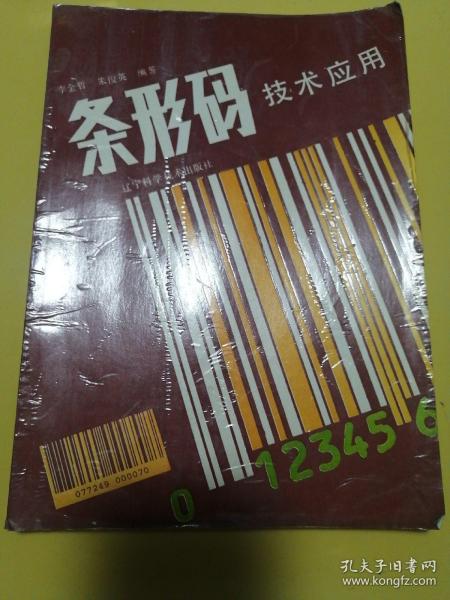 李金哲 朱俊英 编著
条形码 技术应用
辽宁科学技术出版社
077249 000070
0 12345 6
孔夫子旧书网
www.kongfz.com